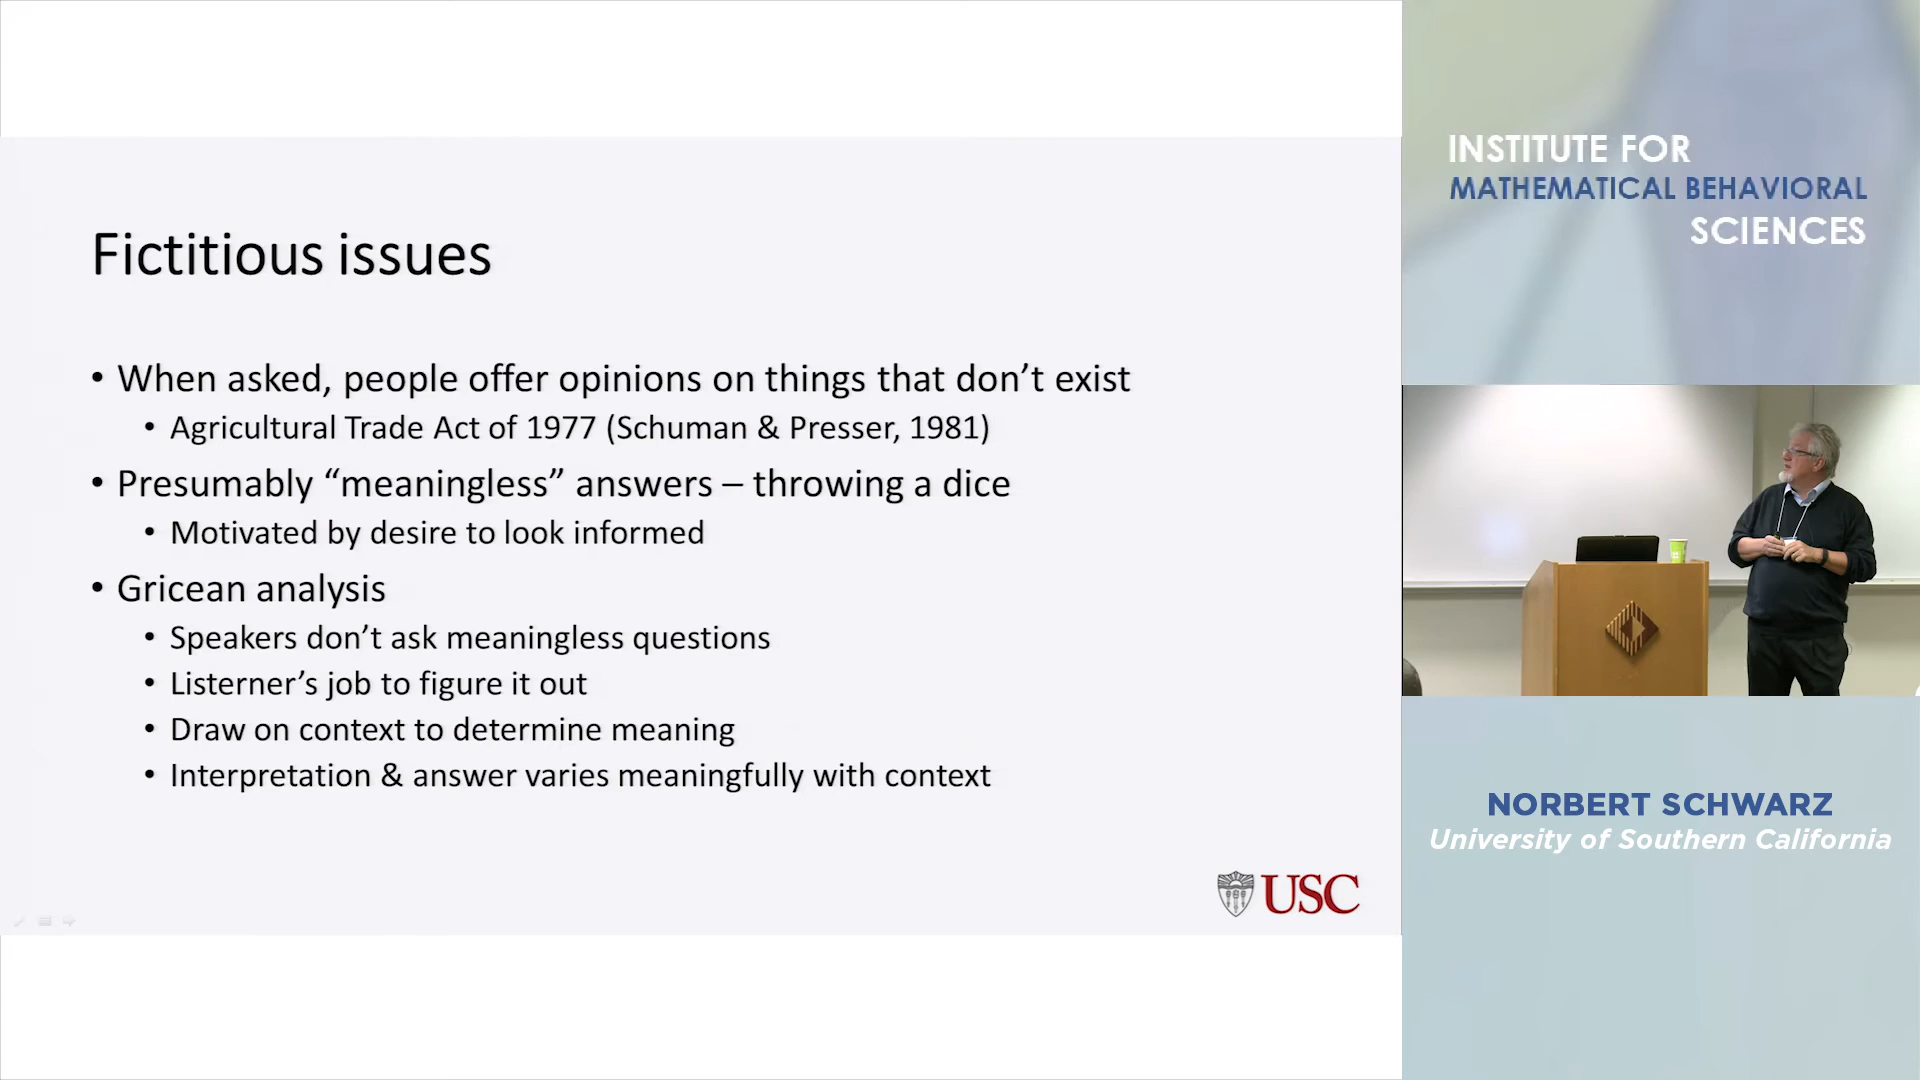 Fictitious issues
• When asked, people offer opinions on things that don’t exist
• Agricultural Trade Act of 1977 (Schuman & Presser, 1981)
• Presumably “meaningless” answers – throwing a dice
• Motivated by desire to look informed
• Gricean analysis
• Speakers don’t ask meaningless questions
• Listerner’s job to figure it out
• Draw on context to determine meaning
• Interpretation & answer varies meaningfully with context
USC
INSTITUTE FOR
MATHEMATICAL BEHAVIORAL
SCIENCES
NORBERT SCHWARZ
University of Southern California